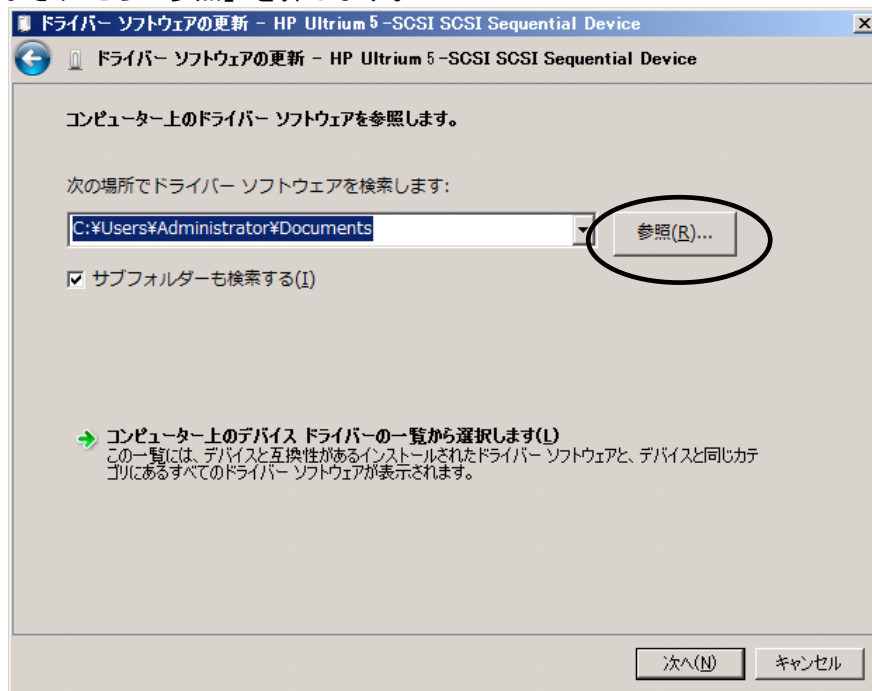 ドライバー ソフトウェアの更新 - HP Ultrium 5-SCSI SCSI Sequential Device
ドライバー ソフトウェアの更新 - HP Ultrium 5-SCSI SCSI Sequential Device
コンピューター上のドライバー ソフトウェアを参照します。
次の場所でドライバー ソフトウェアを検索します:
C:¥Users¥Administrator¥Documents
参照(R)...
サブフォルダーも検索する(I)
コンピューター上のデバイス ドライバーの一覧から選択します(L)
この一覧には、デバイスと互換性があるインストールされたドライバー ソフトウェアと、デバイスと同じカテ
ゴリにあるすべてのドライバー ソフトウェアが表示されます。
次へ(N) キャンセル